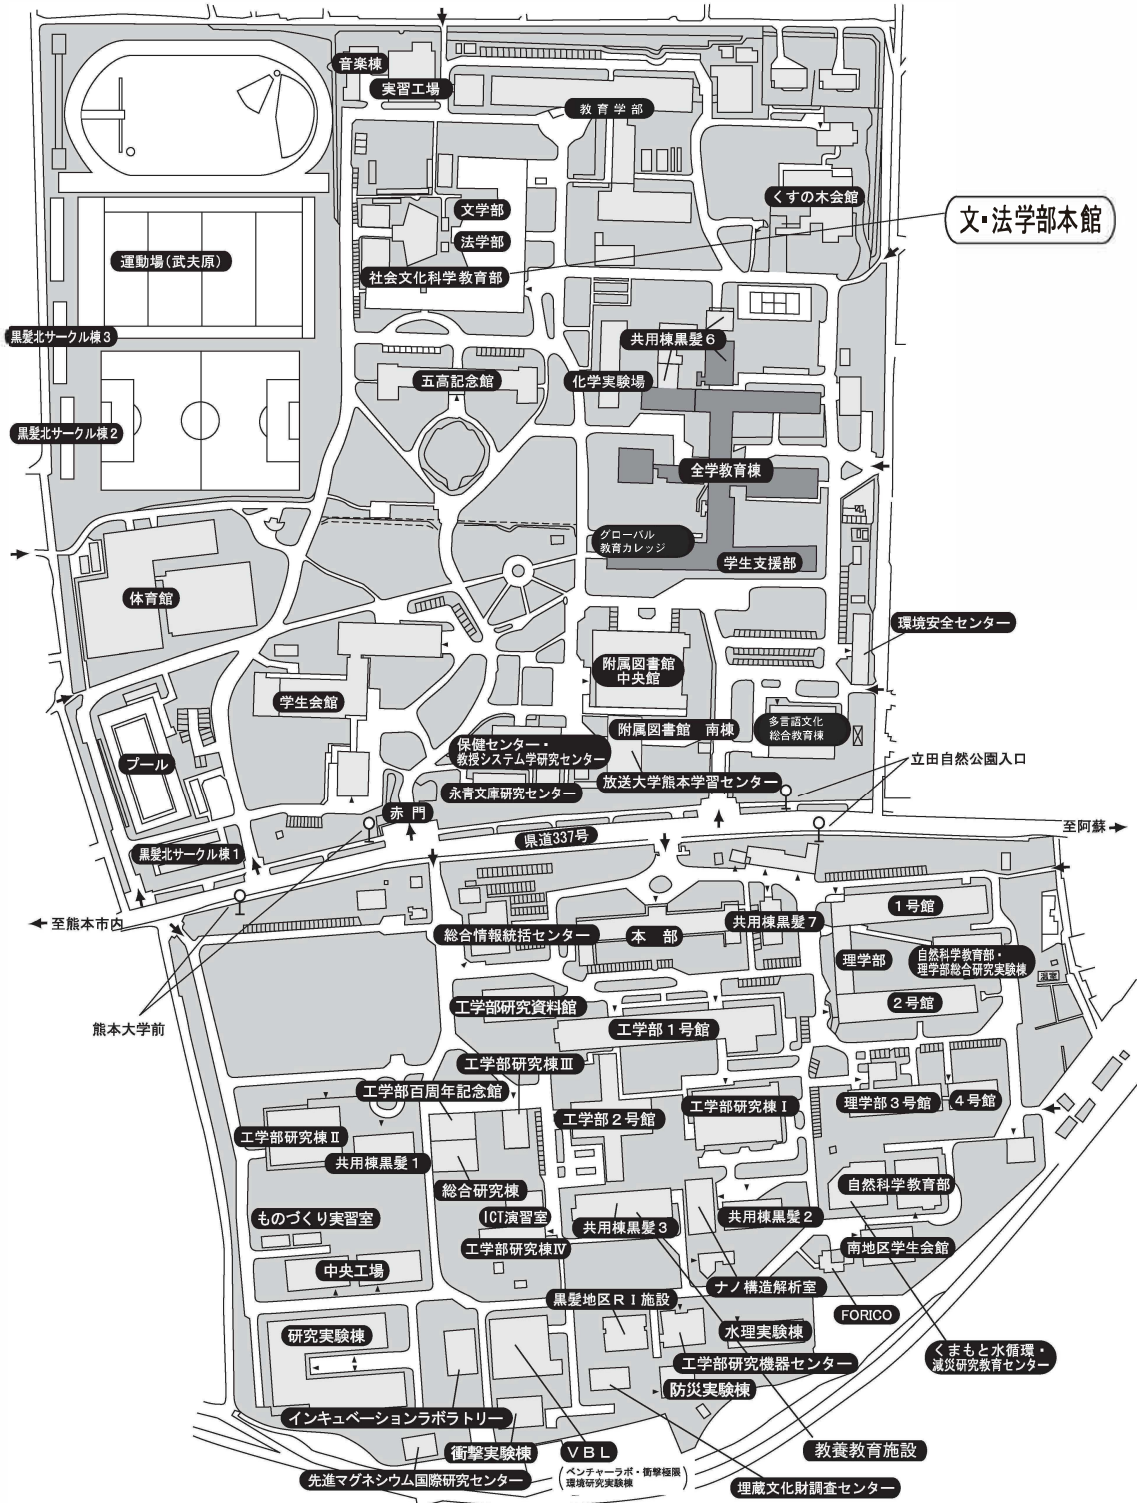 音楽棟
実習工場
教育学部
くすの木会館
文学部
法学部
文・法学部本館
社会文化科学教育部
運動場(武夫原)
黒髪北サークル棟3
共用棟黒髪6
五高記念館
化学実験場
黒髪北サークル棟2
全学教育棟
グローバル
教育カレッジ
学生支援部
体育館
環境安全センター
附属図書館
中央館
学生会館
附属図書館 南棟
多言語文化
総合教育棟
保健センター・
教授システム学研究センター
立田自然公園入口
プール
放送大学熊本学習センター
永青文庫研究センター
赤門
県道337号
至阿蘇
黒髪北サークル棟1
至熊本市内
1号館
共用棟黒髪7
総合情報統括センター
本部
理学部
自然科学教育部・
理学部総合研究実験棟
温室
熊本大学前
工学部研究資料館
2号館
工学部1号館
工学部研究棟Ⅲ
工学部百周年記念館
工学部2号館
工学部研究棟Ⅰ
理学部3号館
4号館
工学部研究棟Ⅱ
共用棟黒髪1
総合研究棟
自然科学教育部
ものづくり実習室
ICT演習室
共用棟黒髪3
共用棟黒髪2
工学部研究棟Ⅳ
南地区学生会館
中央工場
ナノ構造解析室
黒髪地区RI施設
FORICO
研究実験棟
水理実験棟
くまもと水循環・
減災研究教育センター
工学部研究機器センター
防災実験棟
インキュベーションラボラトリー
衝撃実験棟
VBL
(ベンチャーラボ・衝撃極限
環境研究実験棟)
教養教育施設
先進マグネシウム国際研究センター
埋蔵文化財調査センター